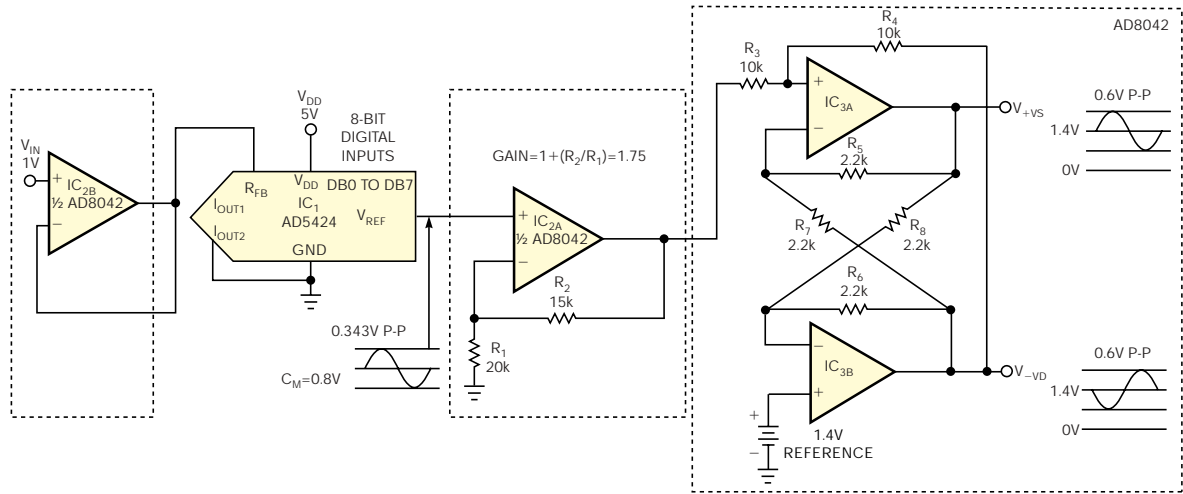 V_IN
1V
+
IC_2B
½ AD8042
−
V_DD
5V
8-BIT
DIGITAL
INPUTS
R_FB
V_DD
DB0 TO DB7
I_OUT1
IC_1
AD5424
V_REF
I_OUT2
GND
0.343V P-P
C_M=0.8V
GAIN=1+(R_2/R_1)=1.75
+
IC_2A
½ AD8042
−
R_2
15k
R_1
20k
AD8042
R_4
10k
R_3
10k
+
IC_3A
−
V_+VS
0.6V P-P
1.4V
0V
R_5
2.2k
R_7
2.2k
R_8
2.2k
R_6
2.2k
−
IC_3B
+
V_−VD
0.6V P-P
1.4V
0V
+
−
1.4V
REFERENCE